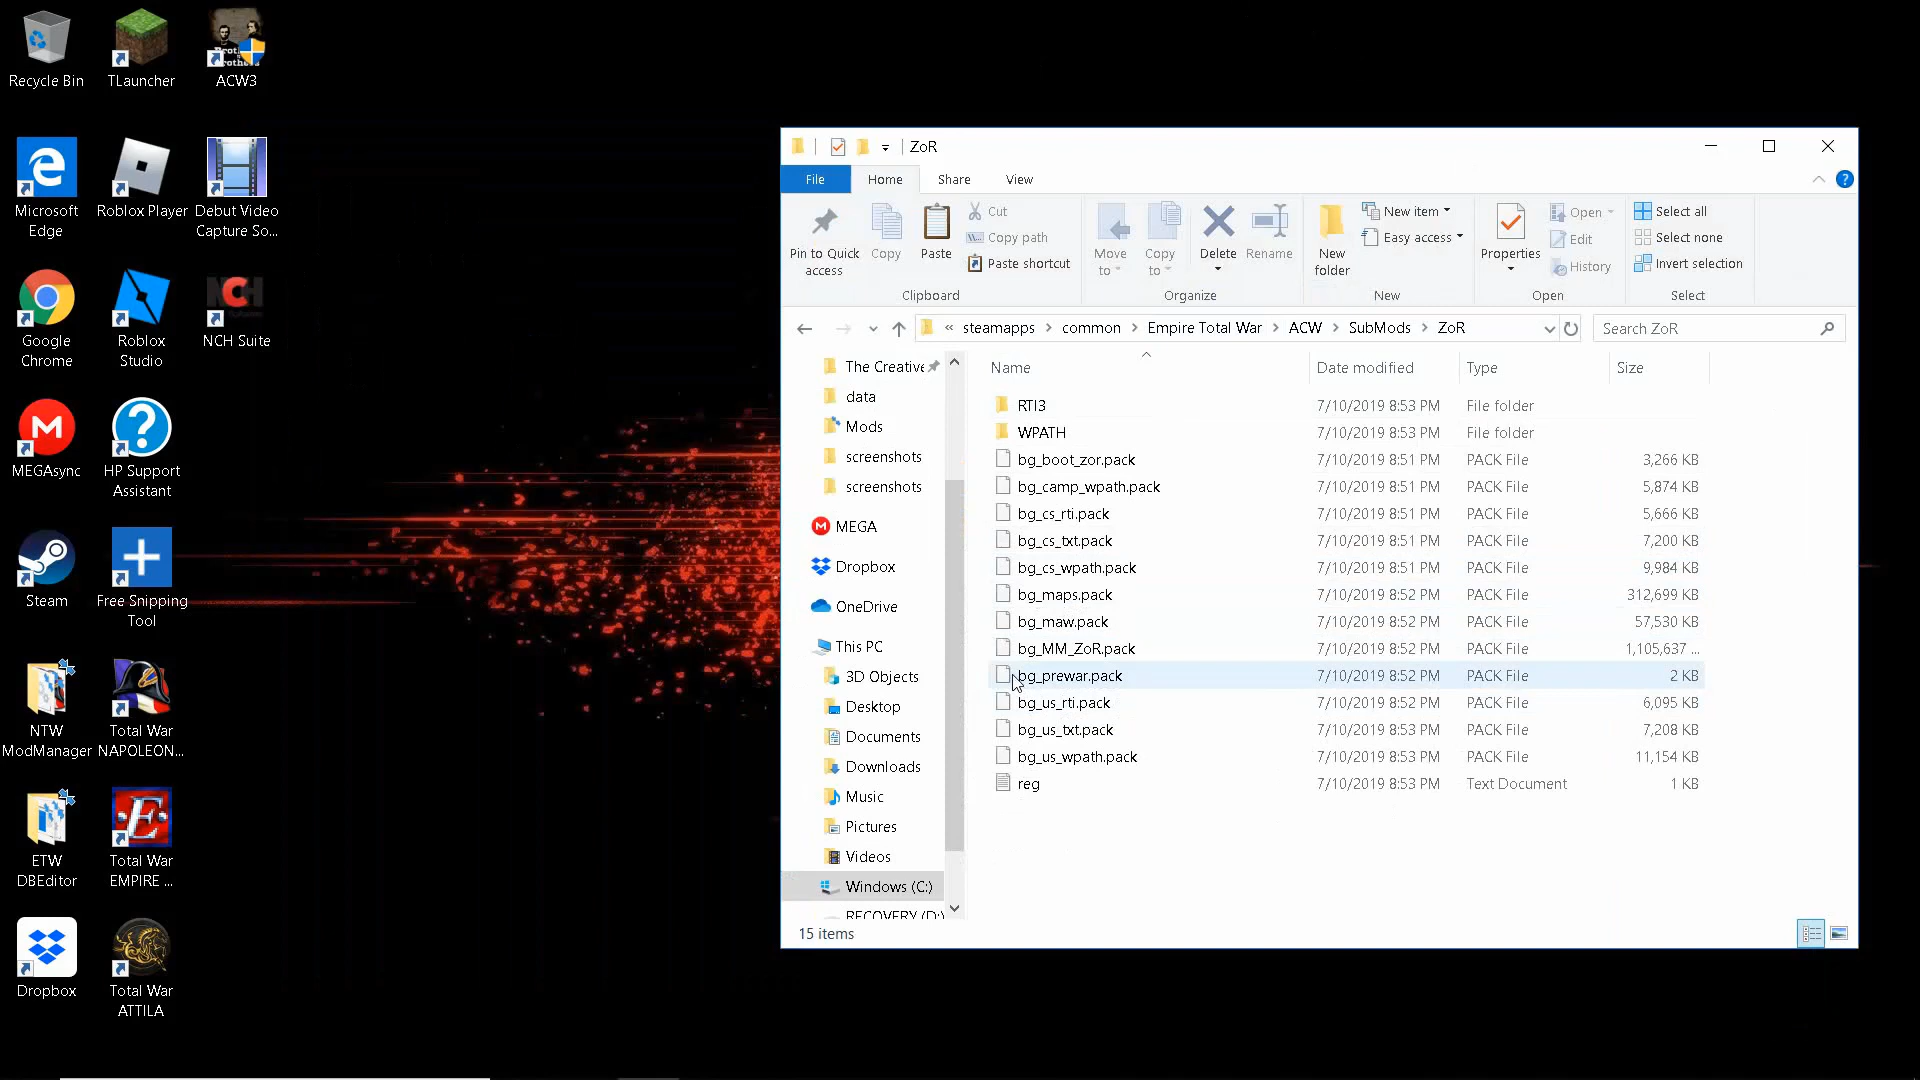 Recycle Bin
TLauncher
ACW3
Microsoft
Edge
Roblox Player
Debut Video
Capture So...
Google
Chrome
Roblox
Studio
NCH
NCH Suite
MEGAsync
HP Support
Assistant
Steam
Free Snipping
Tool
NTW
ModManager
Total War
NAPOLEON...
ETW
DBEditor
Total War
EMPIRE ...
Dropbox
Total War
ATTILA
ZoR
File
Home
Share
View
Pin to Quick
access
Copy
Paste
Cut
Copy path
Paste shortcut
Clipboard
Move
to
Copy
to
Delete
Rename
Organize
New
folder
New item
Easy access
New
Properties
Open
Edit
History
Open
Select all
Select none
Invert selection
Select
« steamapps > common > Empire Total War > ACW > SubMods > ZoR
Search ZoR
The Creative
data
Mods
screenshots
screenshots
MEGA
Dropbox
OneDrive
This PC
3D Objects
Desktop
Documents
Downloads
Music
Pictures
Videos
Windows (C:)
RECOVERY (D:)
Name Date modified Type Size
RTI3 7/10/2019 8:53 PM File folder
WPATH 7/10/2019 8:53 PM File folder
bg_boot_zor.pack 7/10/2019 8:51 PM PACK File 3,266 KB
bg_camp_wpath.pack 7/10/2019 8:51 PM PACK File 5,874 KB
bg_cs_rti.pack 7/10/2019 8:51 PM PACK File 5,666 KB
bg_cs_txt.pack 7/10/2019 8:51 PM PACK File 7,200 KB
bg_cs_wpath.pack 7/10/2019 8:51 PM PACK File 9,984 KB
bg_maps.pack 7/10/2019 8:52 PM PACK File 312,699 KB
bg_maw.pack 7/10/2019 8:52 PM PACK File 57,530 KB
bg_MM_ZoR.pack 7/10/2019 8:52 PM PACK File 1,105,637 ...
bg_prewar.pack 7/10/2019 8:52 PM PACK File 2 KB
bg_us_rti.pack 7/10/2019 8:52 PM PACK File 6,095 KB
bg_us_txt.pack 7/10/2019 8:53 PM PACK File 7,208 KB
bg_us_wpath.pack 7/10/2019 8:53 PM PACK File 11,154 KB
reg 7/10/2019 8:53 PM Text Document 1 KB
15 items